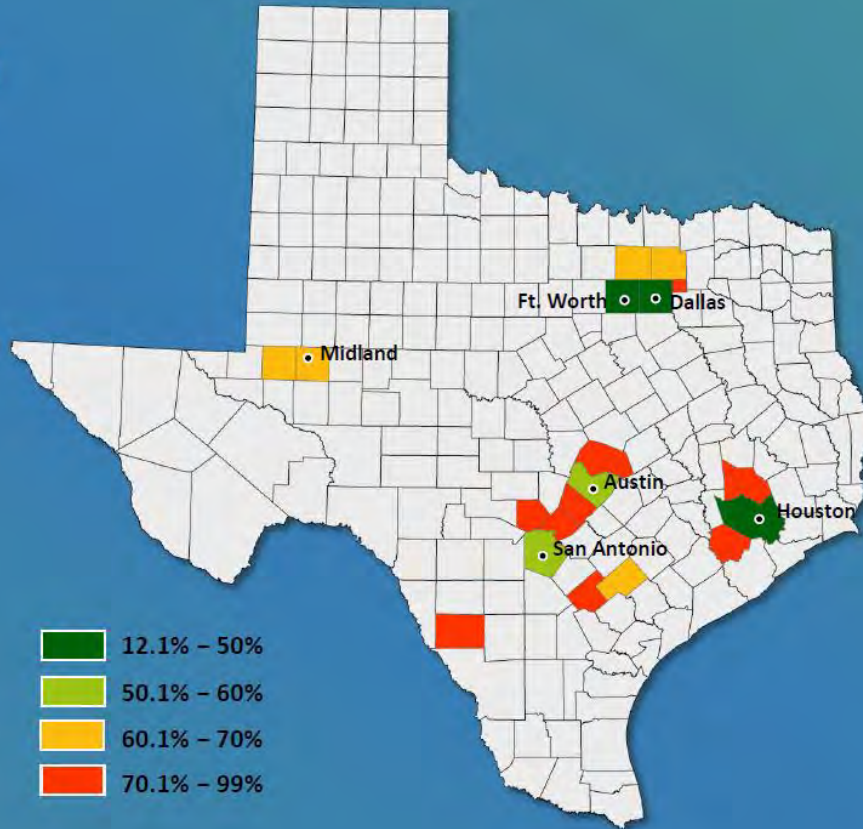 Ft. Worth
Dallas
Midland
Austin
Houston
San Antonio
12.1% – 50%
50.1% – 60%
60.1% – 70%
70.1% – 99%